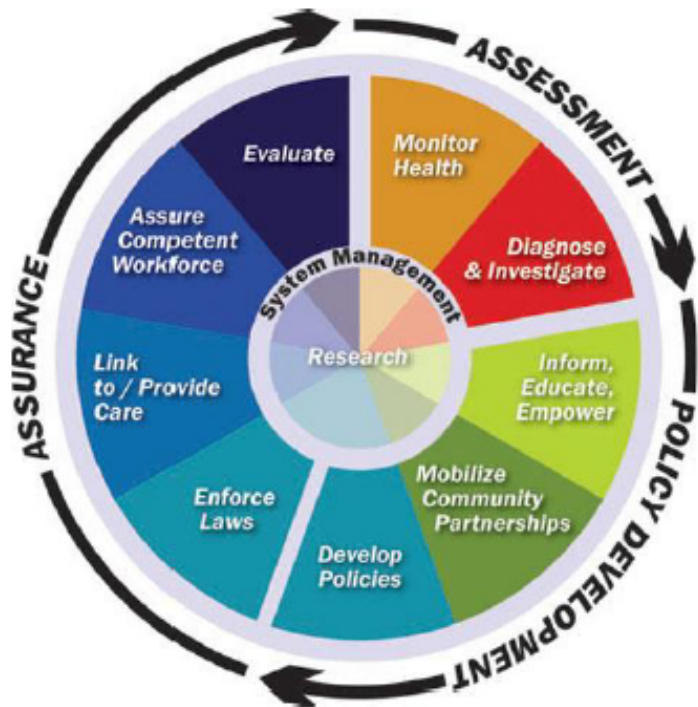 ASSESSMENT
Monitor
Health
Diagnose
& Investigate
POLICY DEVELOPMENT
Inform,
Educate,
Empower
Mobilize
Community
Partnerships
Develop
Policies
ASSURANCE
Enforce
Laws
Link
to / Provide
Care
Assure
Competent
Workforce
Evaluate
System Management
Research